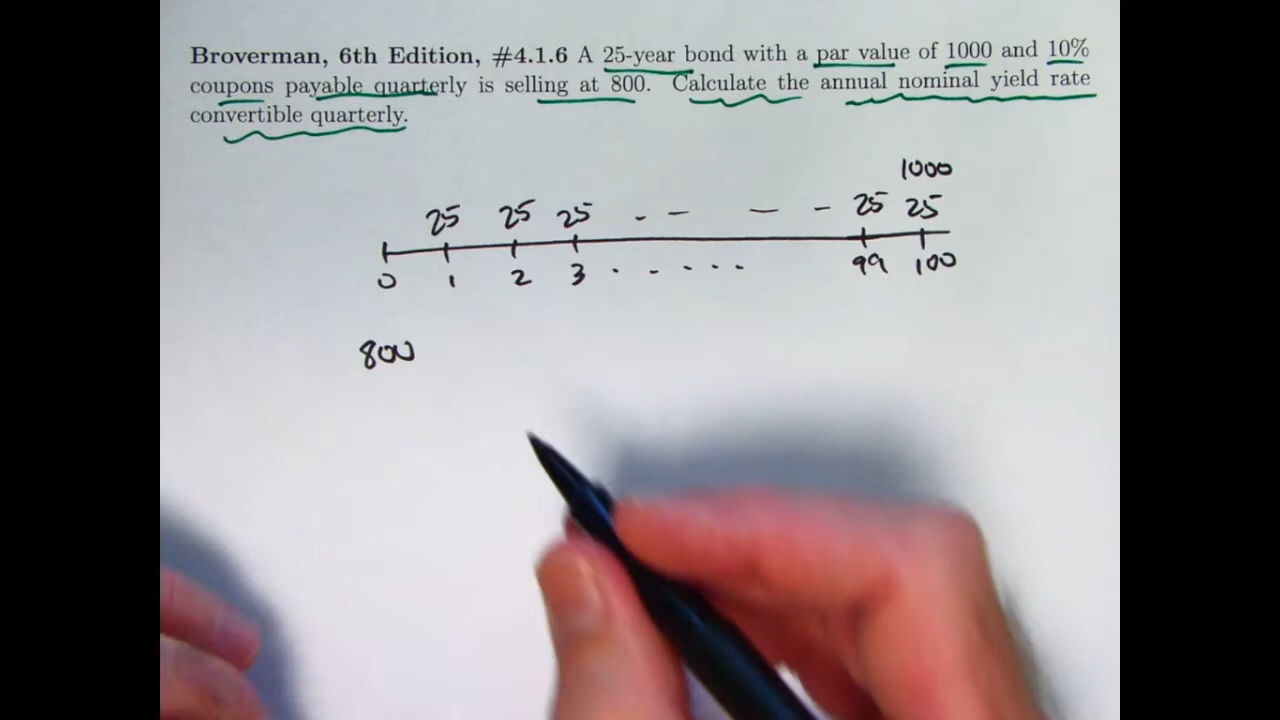 Broverman, 6th Edition, #4.1.6 A 25-year bond with a par value of 1000 and 10%
coupons payable quarterly is selling at 800. Calculate the annual nominal yield rate
convertible quarterly.
1000
25 25 25 - - - - 25 25
0 1 2 3 . . . . . 99 100
800